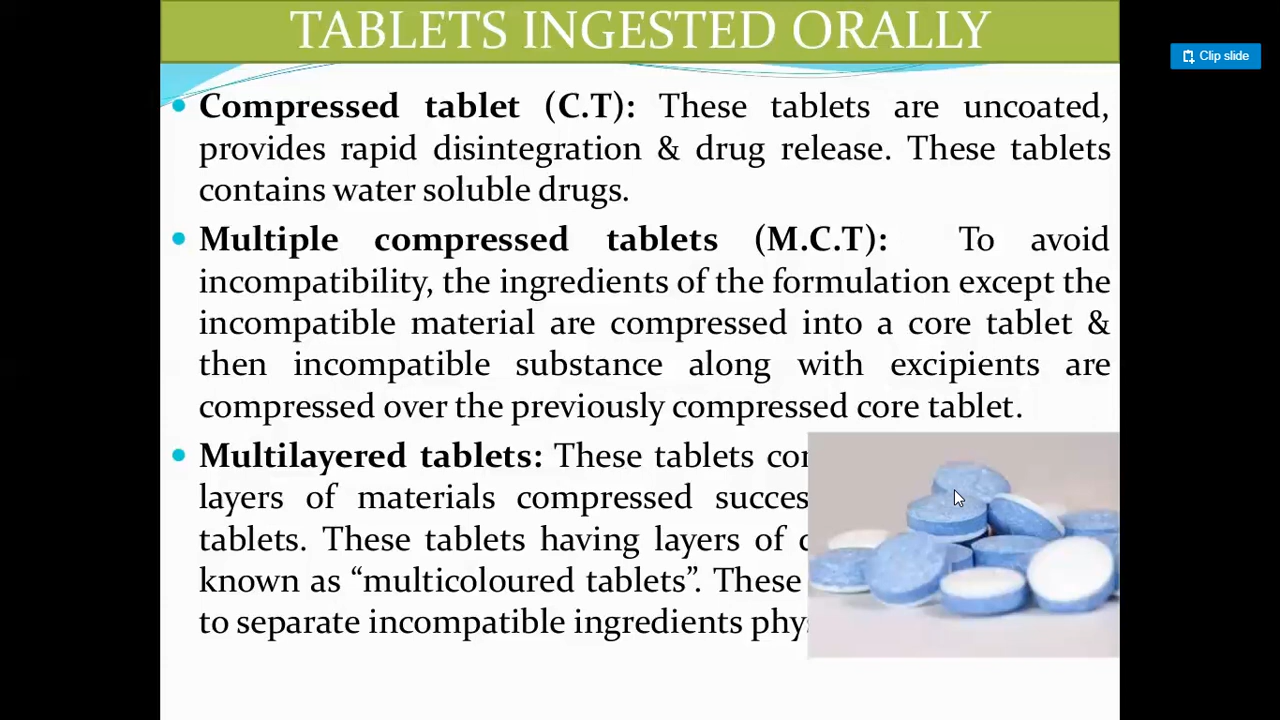 TABLETS INGESTED ORALLY
Clip slide
Compressed tablet (C.T): These tablets are uncoated,
provides rapid disintegration & drug release. These tablets
contains water soluble drugs.
Multiple compressed tablets (M.C.T): To avoid
incompatibility, the ingredients of the formulation except the
incompatible material are compressed into a core tablet &
then incompatible substance along with excipients are
compressed over the previously compressed core tablet.
Multilayered tablets: These tablets
layers of materials compressed
tablets. These tablets having layers of
known as “multicoloured tablets”. These
to separate incompatible ingredients